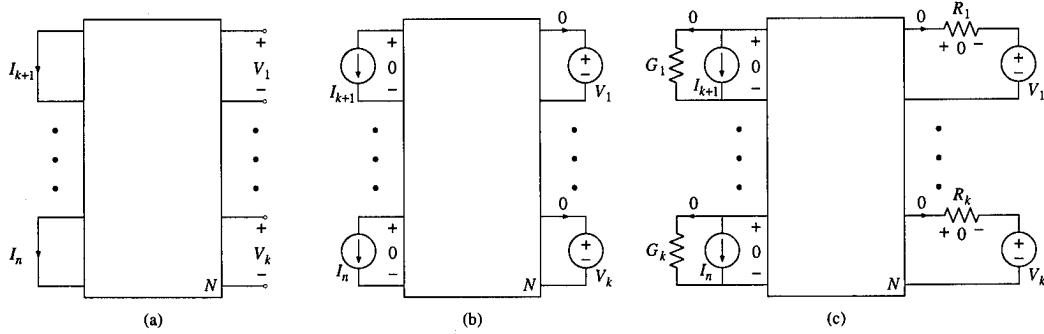 I_{k+1}
+
V_1
−
I_n
+
V_k
−
N
(a)
0
+
0
−
I_{k+1}
+
−
V_1
0
+
0
−
I_n
+
−
V_k
N
(b)
0
G_1
+
0
−
I_{k+1}
0
R_1
+ 0 −
+
−
V_1
0
G_k
+
0
−
I_n
0
R_k
+ 0 −
+
−
V_k
N
(c)